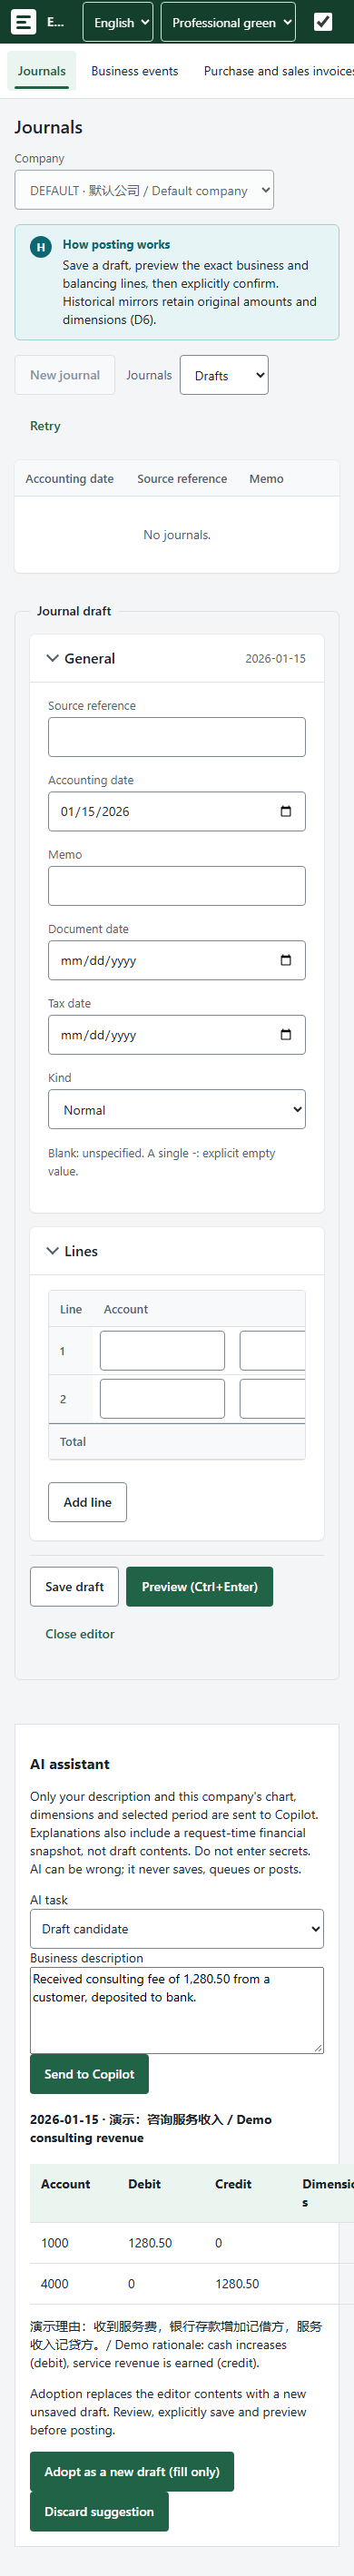 E...
English
Professional green
Journals
Business events
Purchase and sales invoices
Journals
Company
DEFAULT · 默认公司 / Default company
H
How posting works
Save a draft, preview the exact business and
balancing lines, then explicitly confirm.
Historical mirrors retain original amounts and
dimensions (D6).
New journal
Journals
Drafts
Retry
Accounting date
Source reference
Memo
No journals.
Journal draft
General
2026-01-15
Source reference
Accounting date
01/15/2026
Memo
Document date
mm/dd/yyyy
Tax date
mm/dd/yyyy
Kind
Normal
Blank: unspecified. A single -: explicit empty
value.
Lines
Line
Account
1
2
Total
Add line
Save draft
Preview (Ctrl+Enter)
Close editor
AI assistant
Only your description and this company's chart,
dimensions and selected period are sent to Copilot.
Explanations also include a request-time financial
snapshot, not draft contents. Do not enter secrets.
AI can be wrong; it never saves, queues or posts.
AI task
Draft candidate
Business description
Received consulting fee of 1,280.50 from a
customer, deposited to bank.
Send to Copilot
2026-01-15 · 演示：咨询服务收入 / Demo
consulting revenue
Account
Debit
Credit
Dimension
s
1000
1280.50
0
4000
0
1280.50
演示理由：收到服务费，银行存款增加记借方，服务
收入记贷方。/ Demo rationale: cash increases
(debit), service revenue is earned (credit).
Adoption replaces the editor contents with a new
unsaved draft. Review, explicitly save and preview
before posting.
Adopt as a new draft (fill only)
Discard suggestion